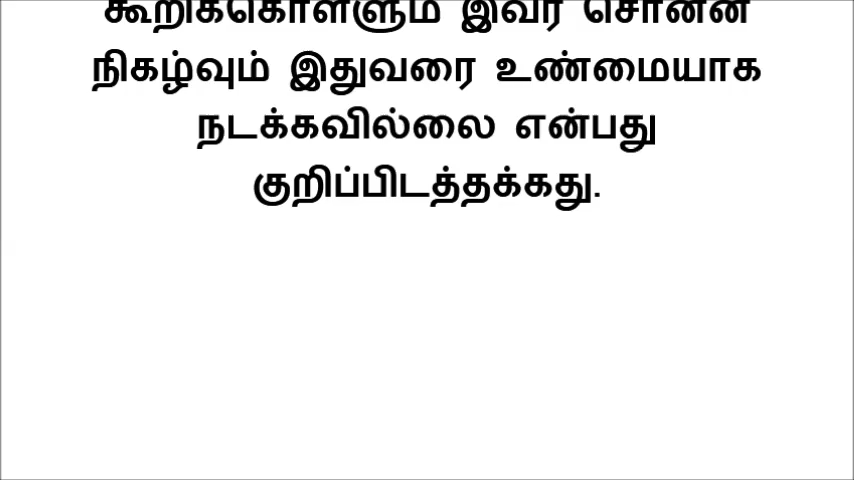 கூறிக்கொள்ளும் இவர் சொன்ன
நிகழ்வும் இதுவரை உண்மையாக
நடக்கவில்லை என்பது
குறிப்பிடத்தக்கது.